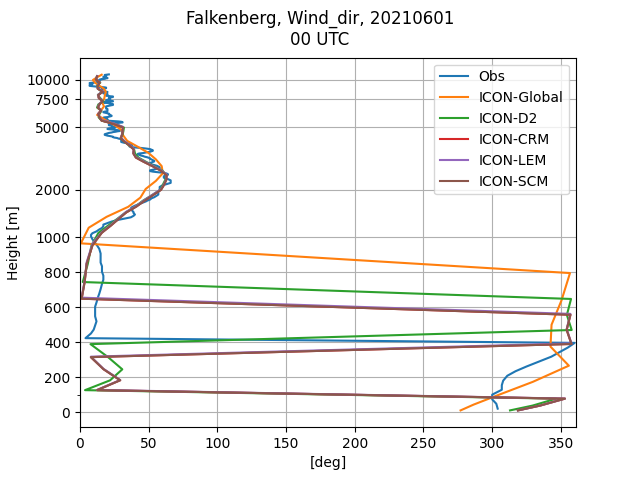 Falkenberg, Wind_dir, 20210601
00 UTC
10000
7500
5000
2000
1000
800
600
400
200
0
Height [m]
Obs
ICON-Global
ICON-D2
ICON-CRM
ICON-LEM
ICON-SCM
0 50 100 150 200 250 300 350
[deg]